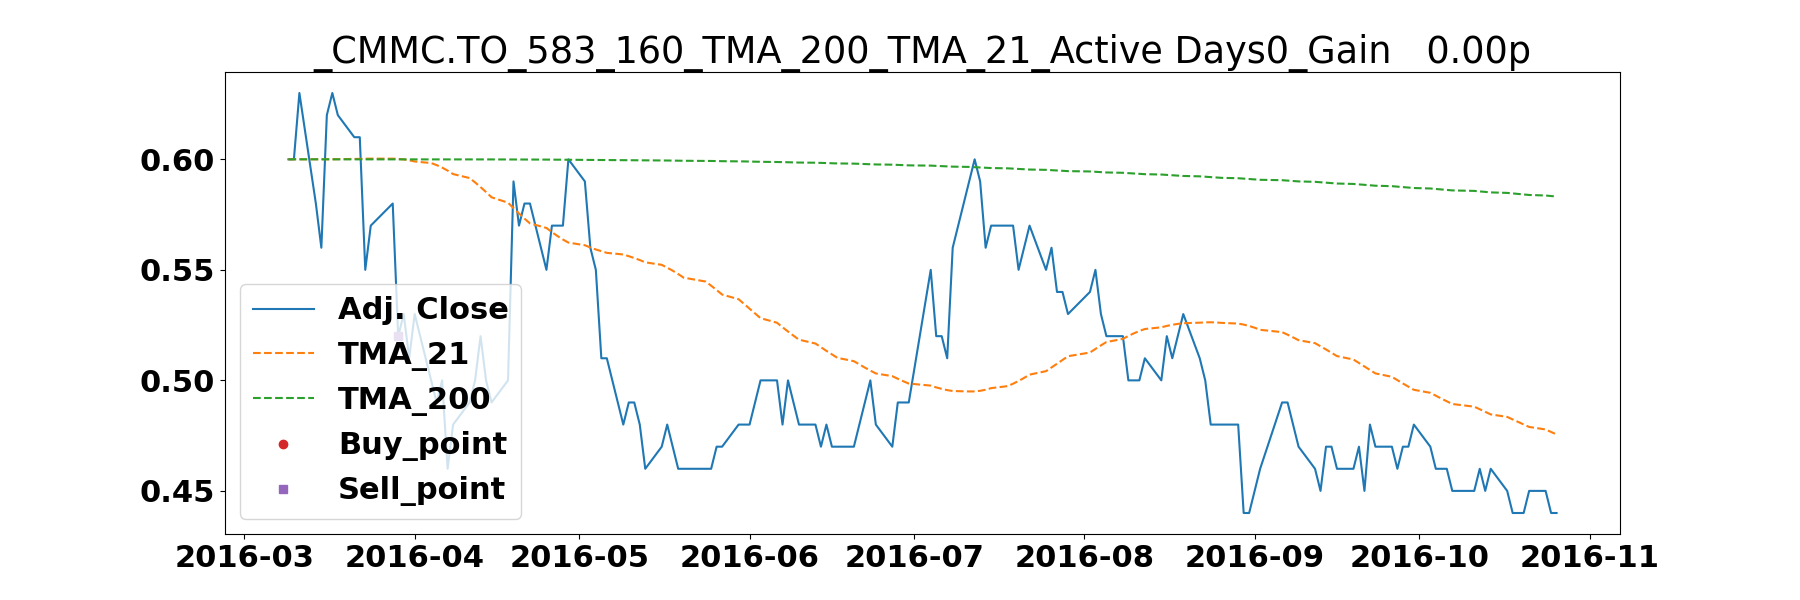 _CMMC.TO_583_160_TMA_200_TMA_21_Active Days0_Gain   0.00p
0.60
0.55
0.50
0.45
Adj. Close
TMA_21
TMA_200
Buy_point
Sell_point
2016-03 2016-04 2016-05 2016-06 2016-07 2016-08 2016-09 2016-10 2016-11